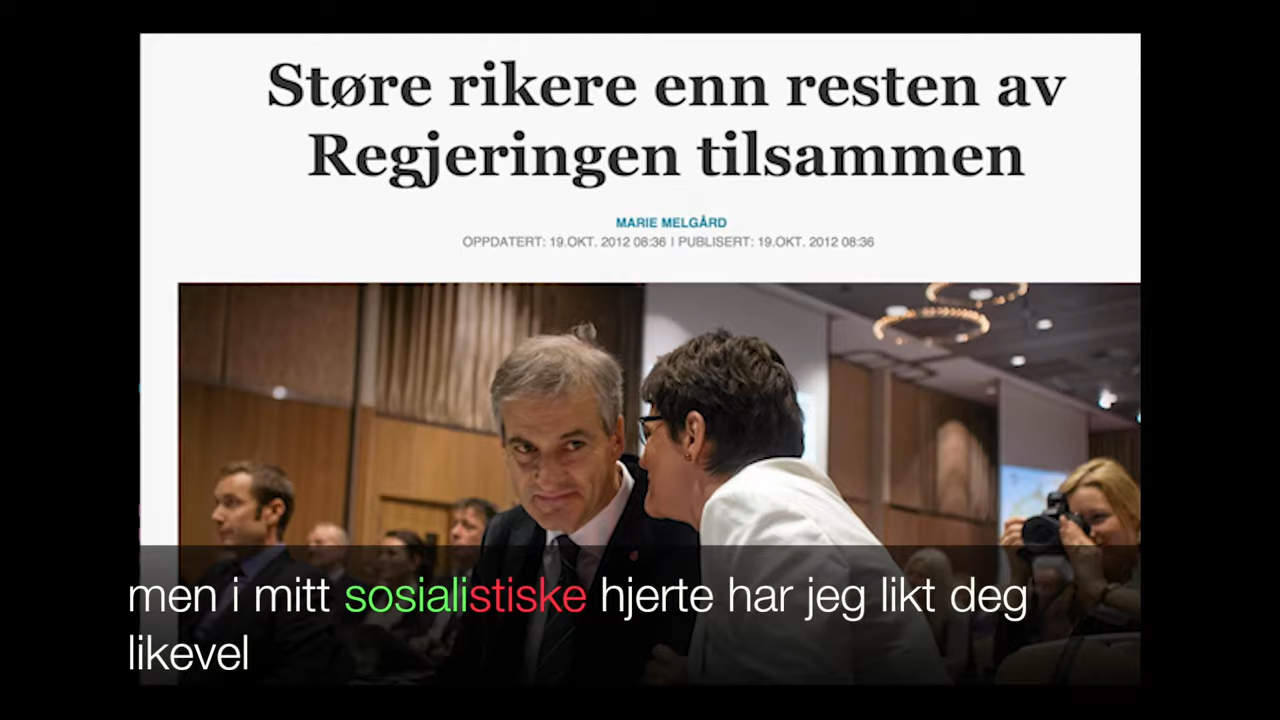 Støre rikere enn resten av
Regjeringen tilsammen
MARIE MELGÅRD
OPPDATERT: 19.OKT. 2012 08:36 | PUBLISERT: 19.OKT. 2012 08:36
men i mitt sosialistiske hjerte har jeg likt deg
likevel